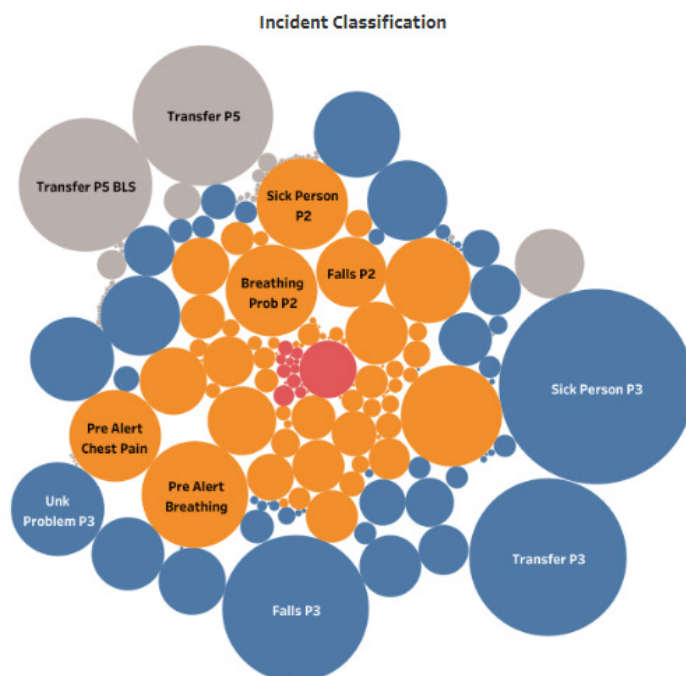 Incident Classification
Transfer P5
Transfer P5 BLS
Sick Person
P2
Falls P2
Breathing
Prob P2
Sick Person P3
Pre Alert
Chest Pain
Pre Alert
Breathing
Unk
Problem P3
Transfer P3
Falls P3